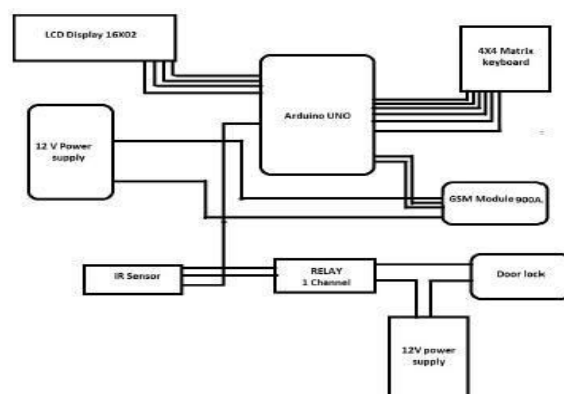 LCD Display 16X02
4X4 Matrix
keyboard
Arduino UNO
12 V Power
supply
GSM Module 900A.
IR Sensor
RELAY
1 Channel
Door lock
12V power
supply